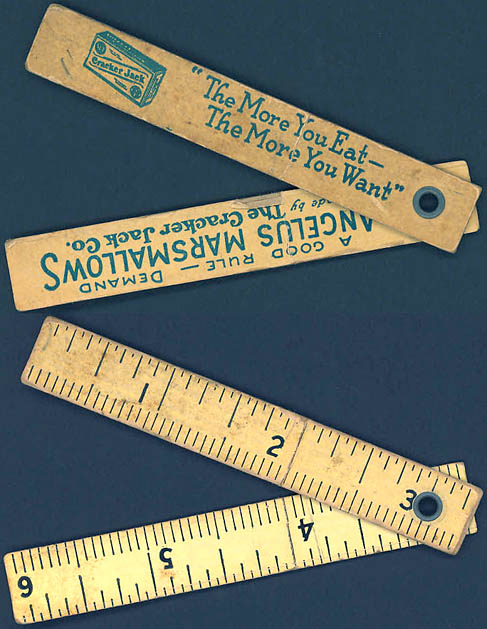 Cracker Jack
"The More You Eat—
The More You Want"
A GOOD RULE — DEMAND
ANGELUS MARSMALLOWS
made by The Cracker Jack Co.
1
2
3
4
5
6